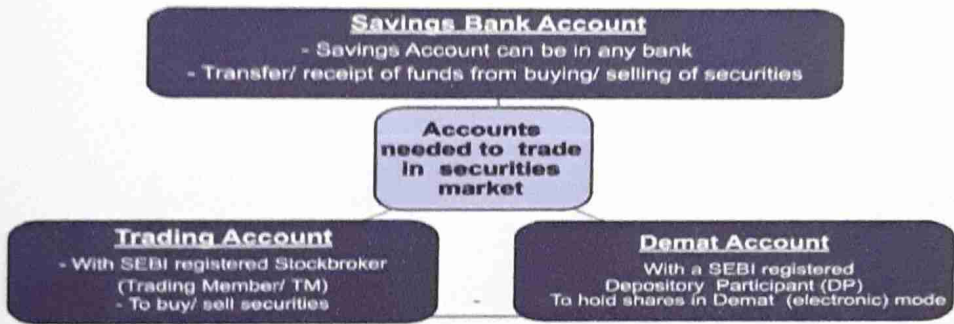 Savings Bank Account
- Savings Account can be in any bank
- Transfer/ receipt of funds from buying/ selling of securities
Accounts
needed to trade
in securities
market
Trading Account
- With SEBI registered Stockbroker
(Trading Member/ TM)
- To buy/ sell securities
Demat Account
With a SEBI registered
Depository Participant (DP)
To hold shares in Demat (electronic) mode